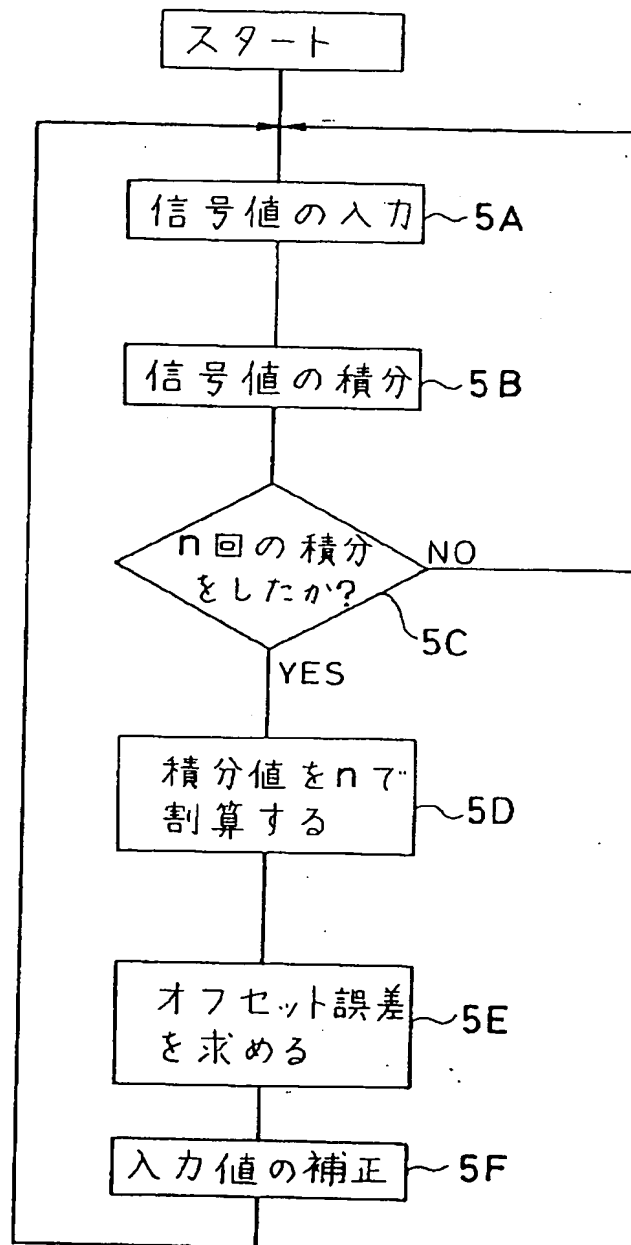 スタート
信号値の入力 5A
信号値の積分 5B
n回の積分
をしたか?
NO
5C
YES
積分値をnで
割算する
5D
オフセット誤差
を求める
5E
入力値の補正 5F